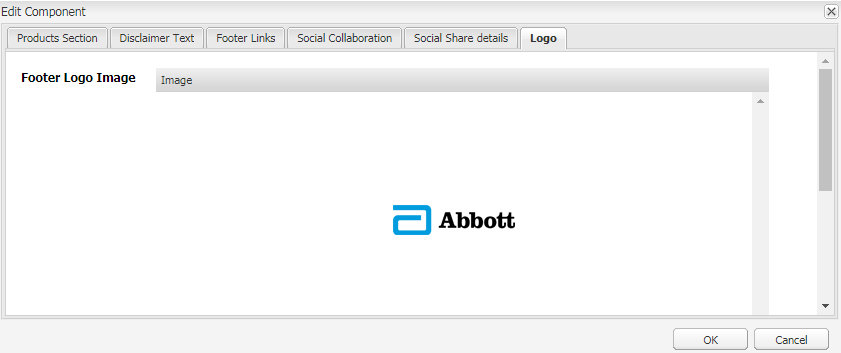 Edit Component
Products Section Disclaimer Text Footer Links Social Collaboration Social Share details Logo
Footer Logo Image Image
Abbott
OK Cancel